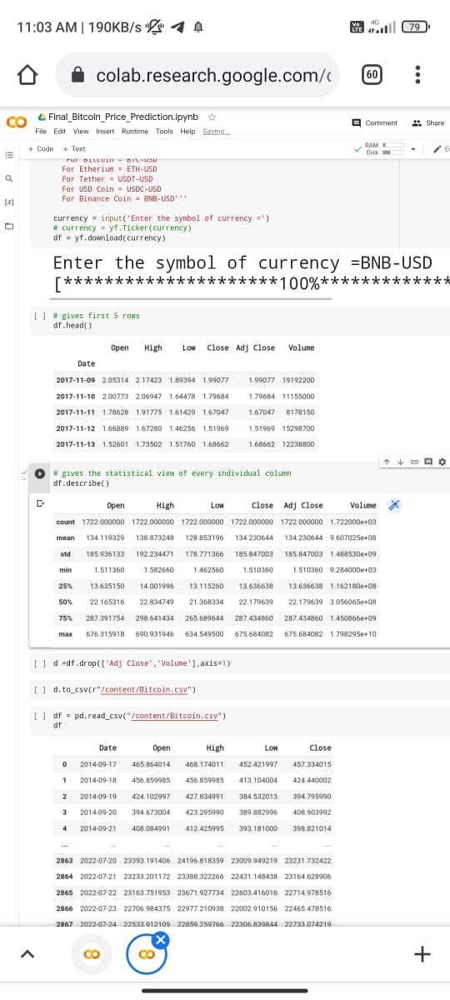 11:03 AM | 190KB/s
Vo LTE 4G 79
colab.research.google.com/c
60
Final_Bitcoin_Price_Prediction.ipynb
File Edit View Insert Runtime Tools Help Saving...
Comment Share
+ Code + Text
RAM
Disk
For Bitcoin = BTC-USD
For Etherium = ETH-USD
For Tether = USDT-USD
For USD Coin = USDC-USD
For Binance Coin = BNB-USD'''
currency = input('Enter the symbol of currency =')
# currency = yf.Ticker(currency)
df = yf.download(currency)
Enter the symbol of currency =BNB-USD
[*********************100%*************
[ ] # gives first 5 rows
df.head()
Open High Low Close Adj Close Volume
Date
2017-11-09 2.05314 2.17423 1.89394 1.99077 1.99077 19192200
2017-11-10 2.00773 2.06947 1.64478 1.79684 1.79684 11155000
2017-11-11 1.78628 1.91775 1.61429 1.67047 1.67047 8178150
2017-11-12 1.66889 1.67280 1.46256 1.51969 1.51969 15298700
2017-11-13 1.52601 1.73502 1.51760 1.68662 1.68662 12238800
# gives the statistical view of every individual column
df.describe()
Open High Low Close Adj Close Volume
count 1722.000000 1722.000000 1722.000000 1722.000000 1722.000000 1.722000e+03
mean 134.119329 138.873248 128.853196 134.230644 134.230644 9.607025e+08
std 185.936133 192.234471 178.771366 185.847003 185.847003 1.488530e+09
min 1.511360 1.582660 1.462560 1.510360 1.510360 9.284000e+03
25% 13.635150 14.001996 13.115260 13.636638 13.636638 1.162180e+08
50% 22.165316 22.834749 21.368334 22.179639 22.179639 3.056065e+08
75% 287.391754 298.641434 265.689644 287.434860 287.434860 1.450866e+09
max 676.315918 690.931946 634.549500 675.684082 675.684082 1.798295e+10
[ ] d =df.drop(['Adj Close','Volume'],axis=1)
[ ] d.to_csv(r"/content/Bitcoin.csv")
[ ] df = pd.read_csv("/content/Bitcoin.csv")
df
Date Open High Low Close
0 2014-09-17 465.864014 468.174011 452.421997 457.334015
1 2014-09-18 456.859985 456.859985 413.104004 424.440002
2 2014-09-19 424.102997 427.834991 384.532013 394.795990
3 2014-09-20 394.673004 423.295990 389.882996 408.903992
4 2014-09-21 408.084991 412.425995 393.181000 398.821014
... ... ... ... ... ...
2863 2022-07-20 23393.191406 24196.818359 23009.949219 23231.732422
2864 2022-07-21 23233.201172 23388.322266 22431.148438 23164.628906
2865 2022-07-22 23163.751953 23671.927734 22603.416016 22714.978516
2866 2022-07-23 22706.984375 22977.210938 22002.910156 22465.478516
2867 2022-07-24 22533.912109 22859.259766 22306.839844 22733.074219